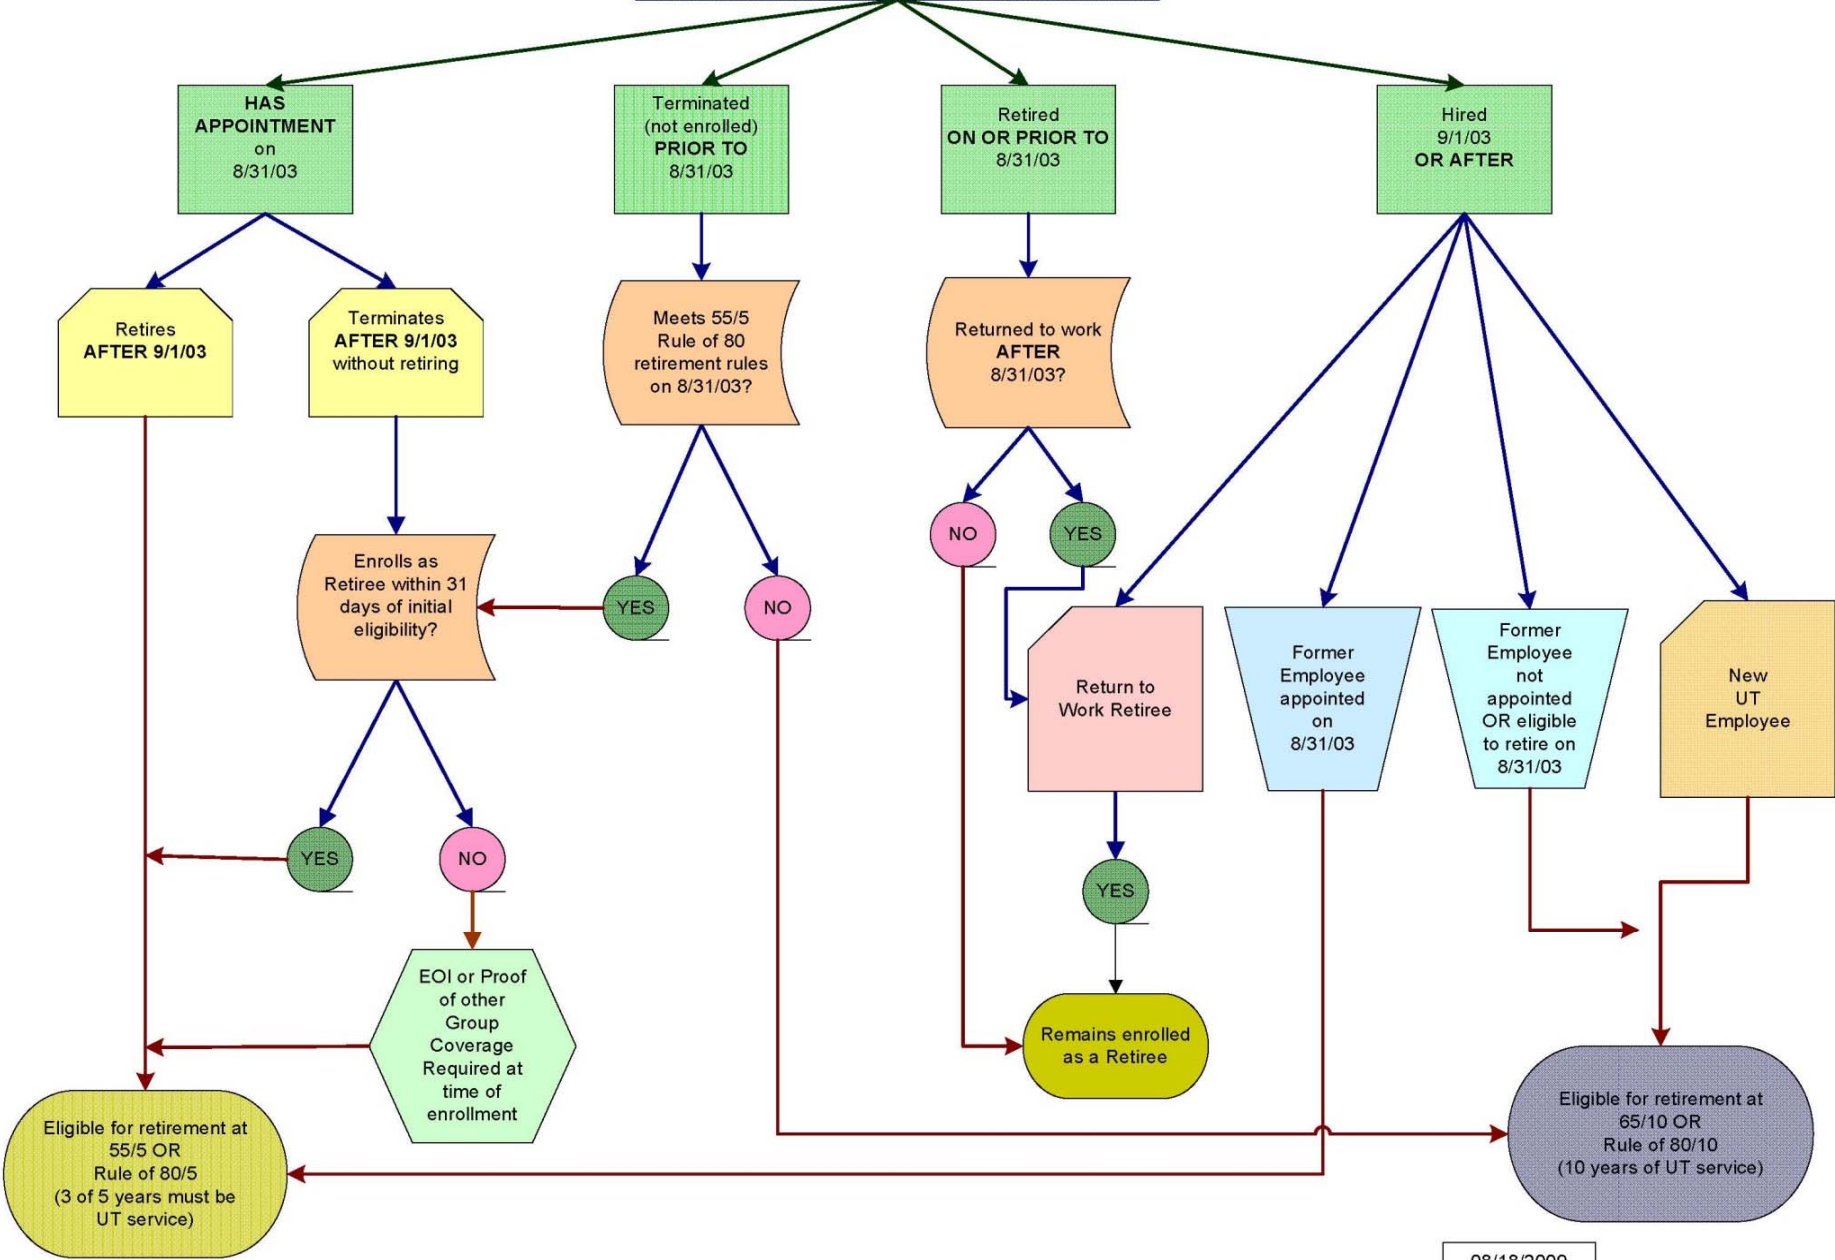 HAS
APPOINTMENT
on
8/31/03
Terminated
(not enrolled)
PRIOR TO
8/31/03
Retired
ON OR PRIOR TO
8/31/03
Hired
9/1/03
OR AFTER
Retires
AFTER 9/1/03
Terminates
AFTER 9/1/03
without retiring
Meets 55/5
Rule of 80
retirement rules
on 8/31/03?
Returned to work
AFTER
8/31/03?
NO
YES
Enrolls as
Retiree within 31
days of initial
eligibility?
YES
NO
Return to
Work Retiree
Former
Employee
appointed
on
8/31/03
Former
Employee
not
appointed
OR eligible
to retire on
8/31/03
New
UT
Employee
YES
NO
YES
EOI or Proof
of other
Group
Coverage
Required at
time of
enrollment
Remains enrolled
as a Retiree
Eligible for retirement at
55/5 OR
Rule of 80/5
(3 of 5 years must be
UT service)
Eligible for retirement at
65/10 OR
Rule of 80/10
(10 years of UT service)
08/18/2009